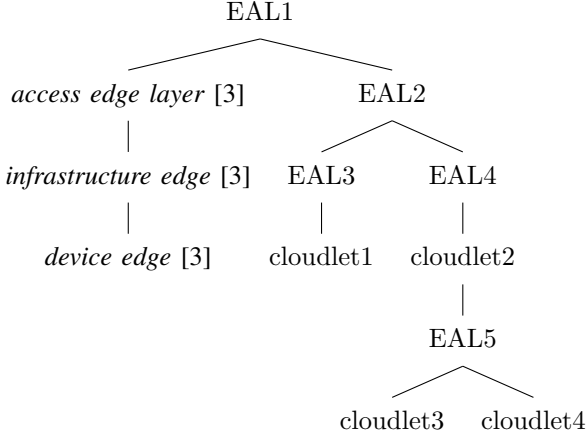 EAL1
access edge layer [3] EAL2
infrastructure edge [3] EAL3 EAL4
device edge [3] cloudlet1 cloudlet2
EAL5
cloudlet3 cloudlet4